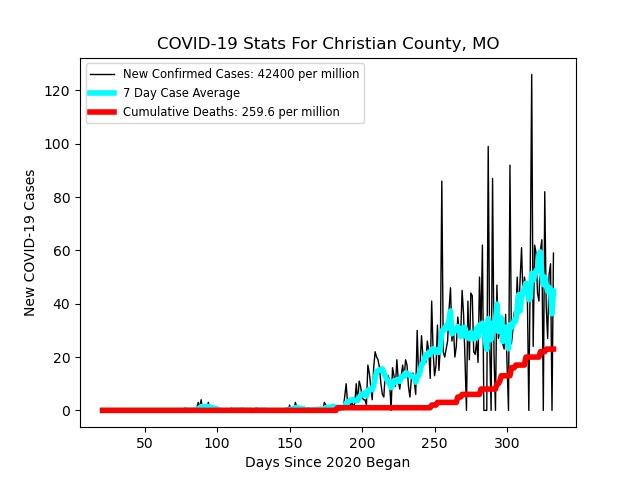 COVID-19 Stats For Christian County, MO
New Confirmed Cases: 42400 per million
7 Day Case Average
Cumulative Deaths: 259.6 per million
New COVID-19 Cases
120
100
80
60
40
20
0
50 100 150 200 250 300
Days Since 2020 Began